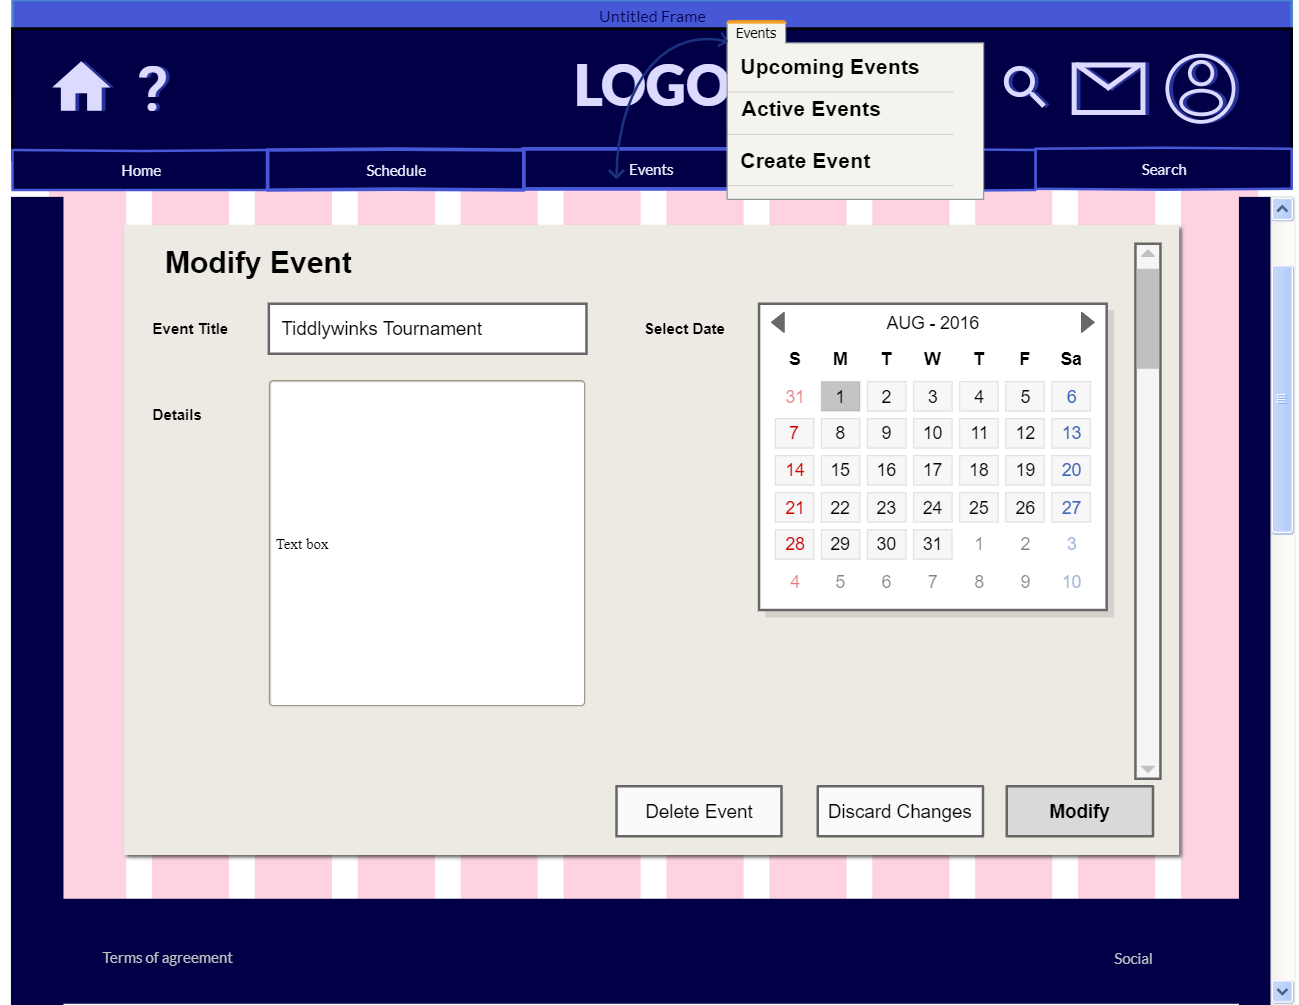 Untitled Frame
Events
?
LOGO
Upcoming Events
Active Events
Create Event
Home
Schedule
Events
Search
Modify Event
Event Title
Tiddlywinks Tournament
Select Date
AUG - 2016
S M T W T F Sa
31 1 2 3 4 5 6
7 8 9 10 11 12 13
14 15 16 17 18 19 20
21 22 23 24 25 26 27
28 29 30 31 1 2 3
4 5 6 7 8 9 10
Details
Text box
Delete Event
Discard Changes
Modify
Terms of agreement
Social